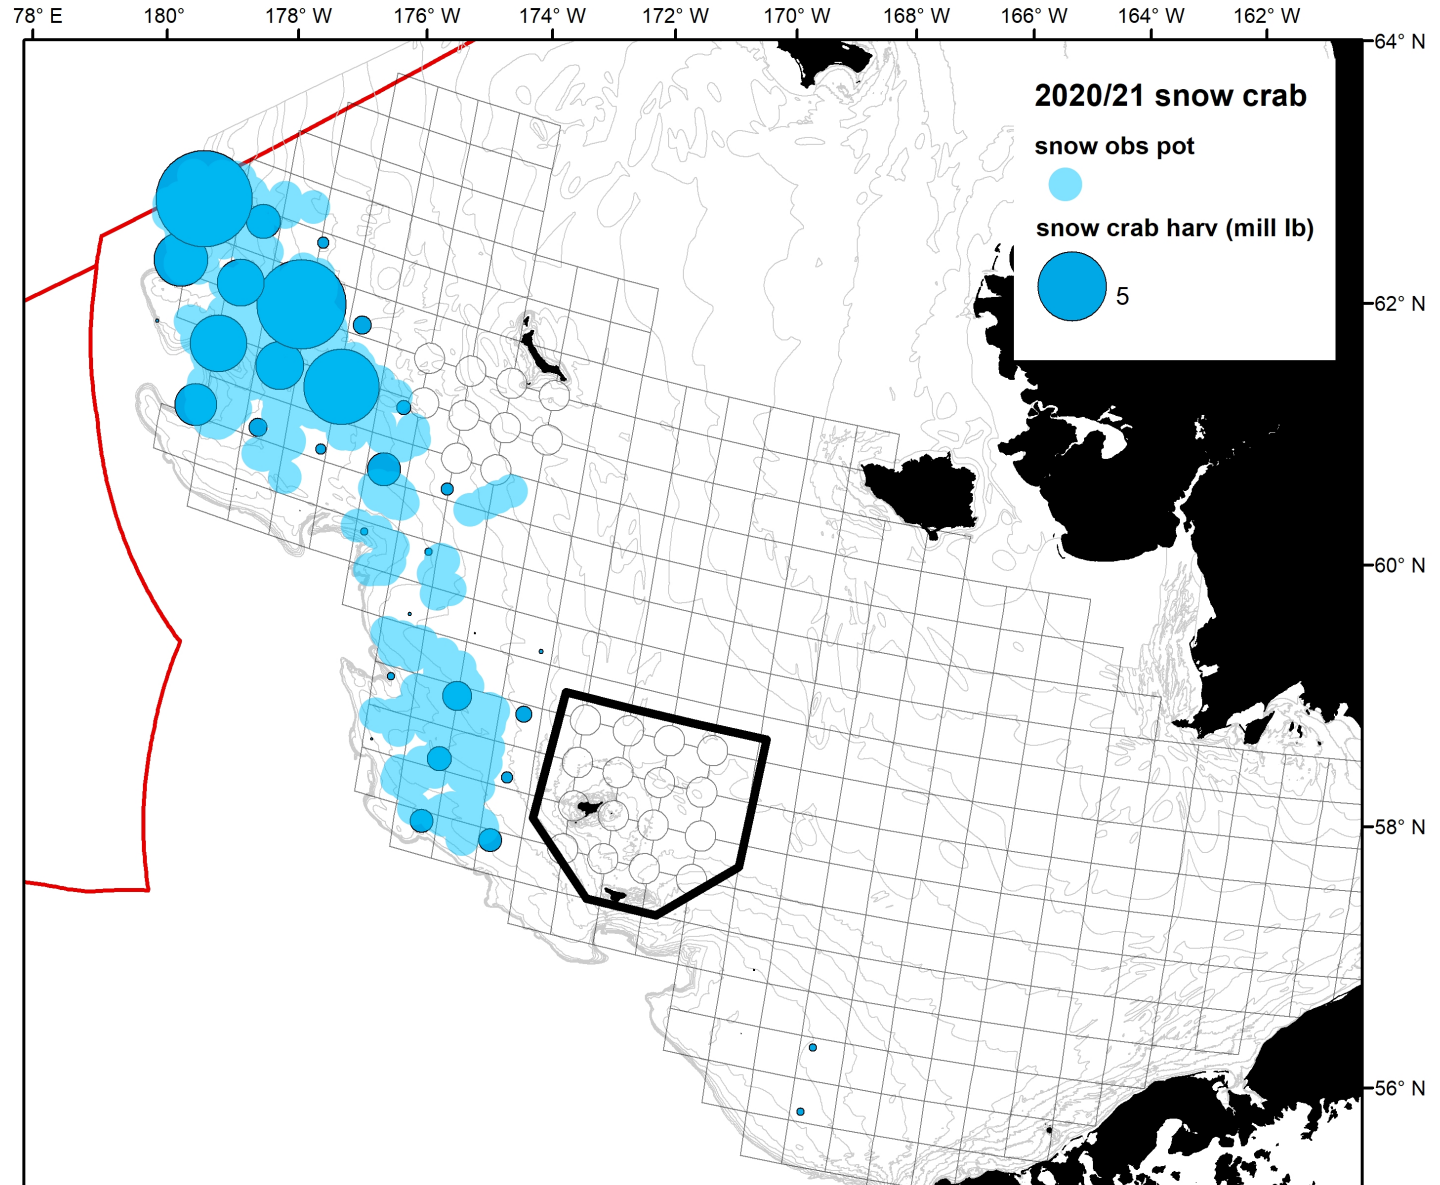 78° E 180° 178° W 176° W 174° W 172° W 170° W 168° W 166° W 164° W 162° W
64° N
2020/21 snow crab
snow obs pot
snow crab harv (mill lb)
5
62° N
60° N
58° N
56° N